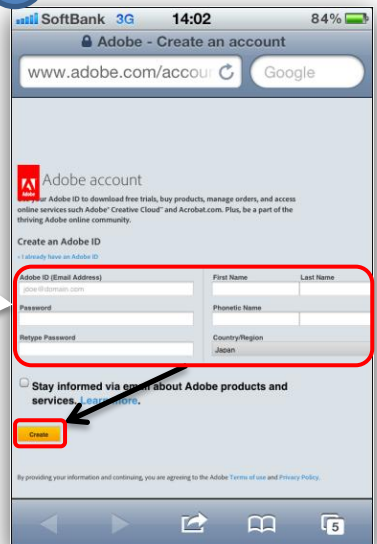 SoftBank 3G 14:02 84%
Adobe - Create an account
www.adobe.com/accou Google
Adobe account
Adobe
your Adobe ID to download free trials, buy products, manage orders, and access
online services such Adobe® Creative Cloud™ and Acrobat.com. Plus, be a part of the
thriving Adobe online community.
Create an Adobe ID
I already have an Adobe ID
Adobe ID (Email Address) First Name Last Name
jdoe@domain.com
Password Phonetic Name
Retype Password Country/Region
Japan
Stay informed via email about Adobe products and
services. Learn more.
Create
By providing your information and continuing, you are agreeing to the Adobe Terms of use and Privacy Policy.
5